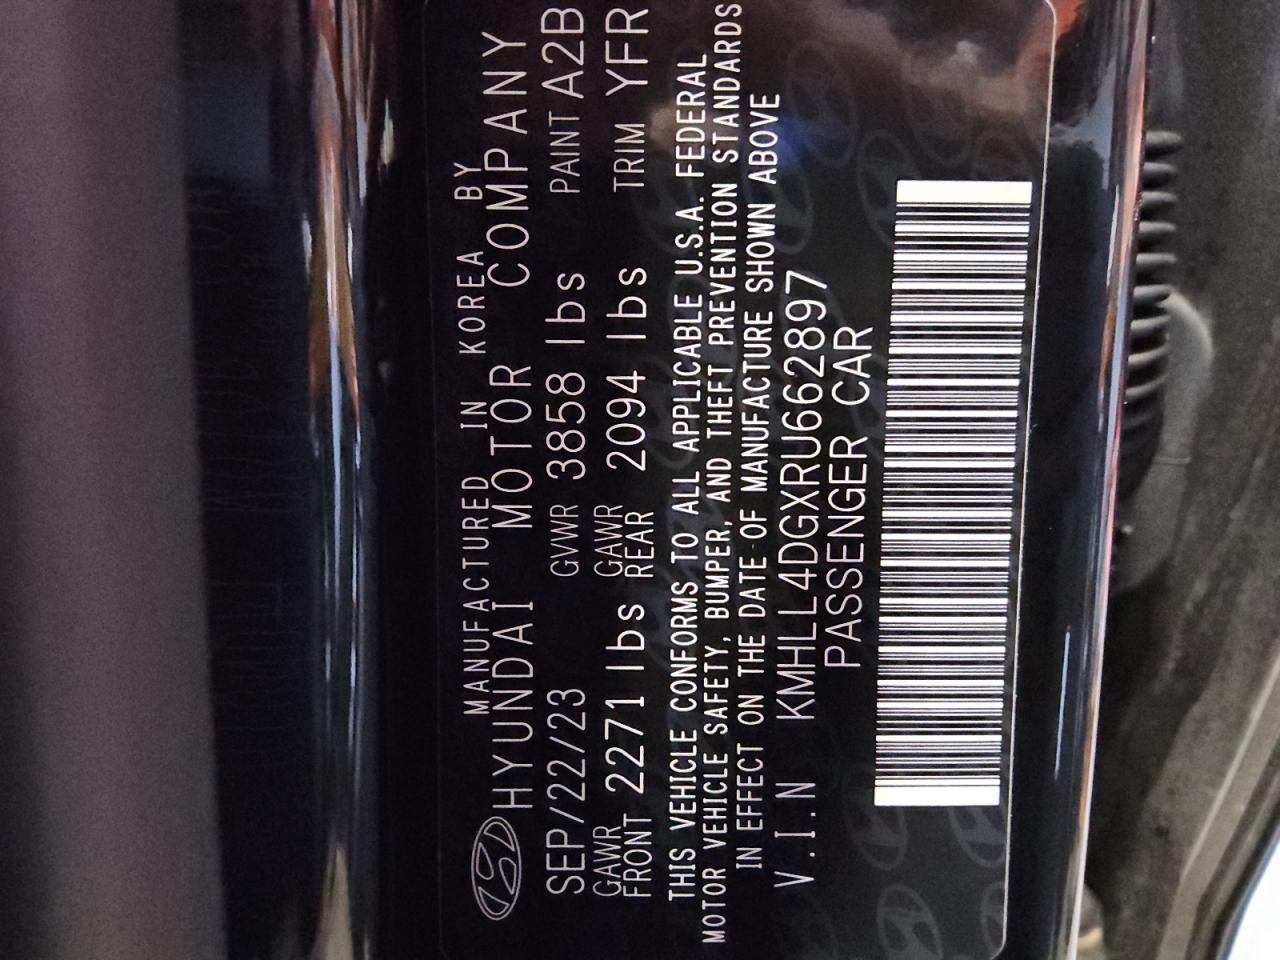 MANUFACTURED IN KOREA BY
HYUNDAI MOTOR COMPANY
SEP/22/23 GVWR 3858 lbs PAINT A2B
GAWR FRONT 2271 lbs GAWR REAR 2094 lbs TRIM YFR
THIS VEHICLE CONFORMS TO ALL APPLICABLE U.S.A. FEDERAL
MOTOR VEHICLE SAFETY, BUMPER, AND THEFT PREVENTION STANDARDS
IN EFFECT ON THE DATE OF MANUFACTURE SHOWN ABOVE
V.I.N KMHLL4DGXRU662897
PASSENGER CAR